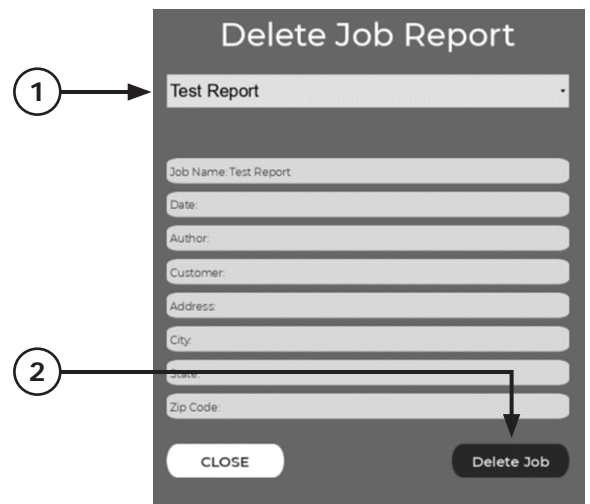 Delete Job Report
1
Test Report
Job Name: Test Report
Date:
Author:
Customer:
Address:
City:
2
State:
Zip Code:
CLOSE
Delete Job